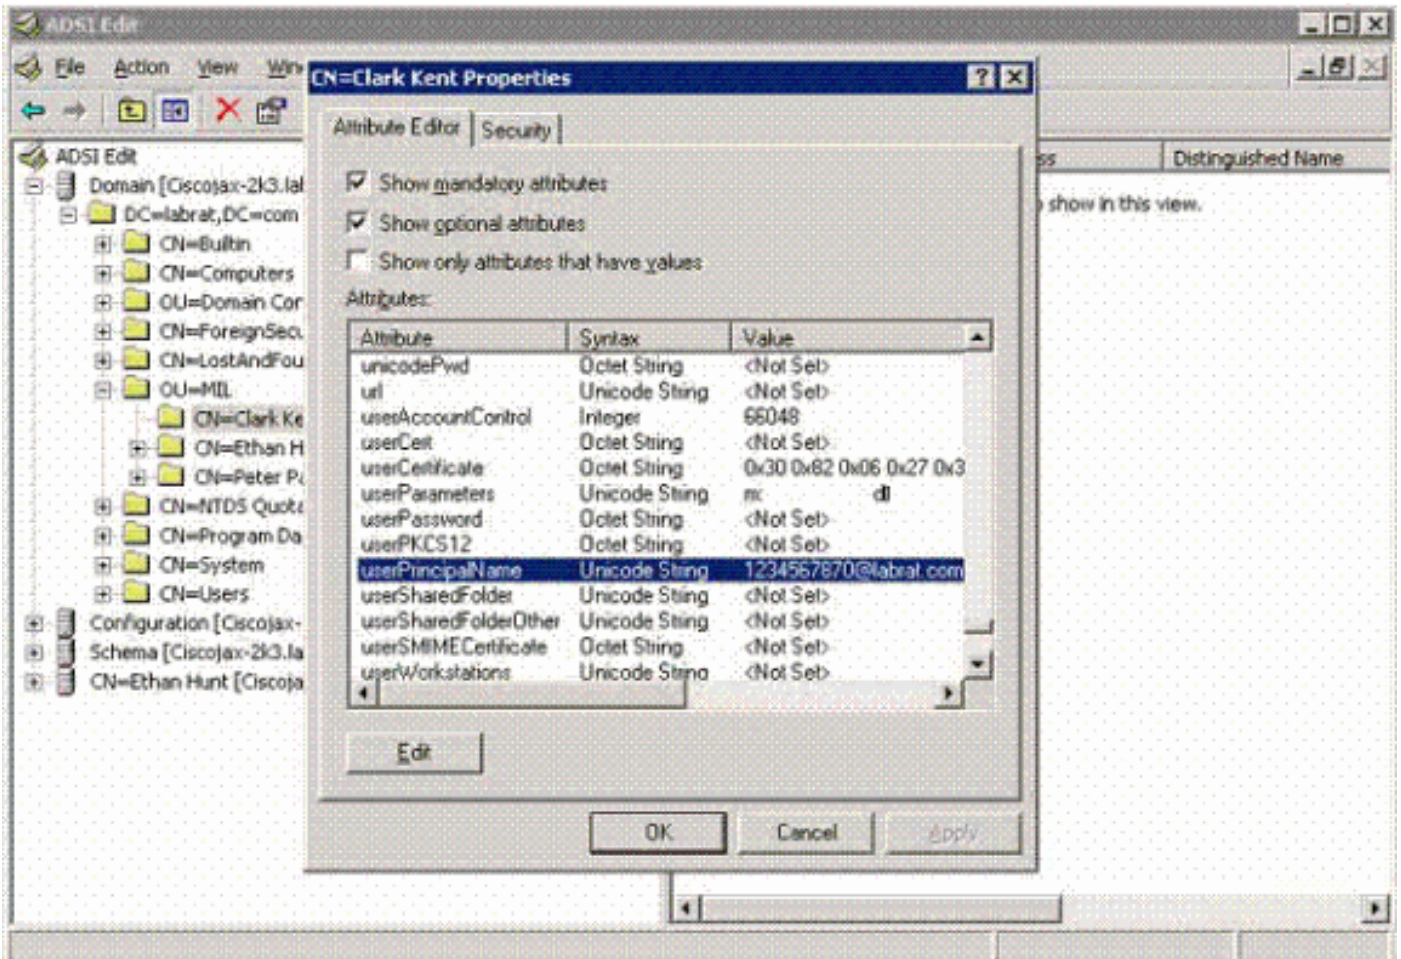 ADSI Edit
File Action View Win
CN=Clark Kent Properties
Attribute Editor Security
ADSI Edit
Domain [Ciscojax-2k3.lal
DC=labrat,DC=com
CN=Builtin
CN=Computers
OU=Domain Cor
CN=ForeignSecu
CN=LostAndFou
OU=MIL
CN=Clark Ke
CN=Ethan H
CN=Peter Pa
CN=NTDS Quota
CN=Program Da
CN=System
CN=Users
Configuration [Ciscojax-
Schema [Ciscojax-2k3.la
CN=Ethan Hunt [Ciscoja
Show mandatory attributes
Show optional attributes
Show only attributes that have values
Attributes:
Attribute Syntax Value
unicodePwd Octet String <Not Set>
url Unicode String <Not Set>
userAccountControl Integer 66048
userCert Octet String <Not Set>
userCertificate Octet String 0x30 0x82 0x06 0x27 0x3
userParameters Unicode String m: d
userPassword Octet String <Not Set>
userPKCS12 Octet String <Not Set>
userPrincipalName Unicode String 1234567870@labrat.com
userSharedFolder Unicode String <Not Set>
userSharedFolderOther Unicode String <Not Set>
userSMIMECertificate Octet String <Not Set>
userWorkstations Unicode String <Not Set>
Edit
OK Cancel Apply
ss Distinguished Name
show in this view.